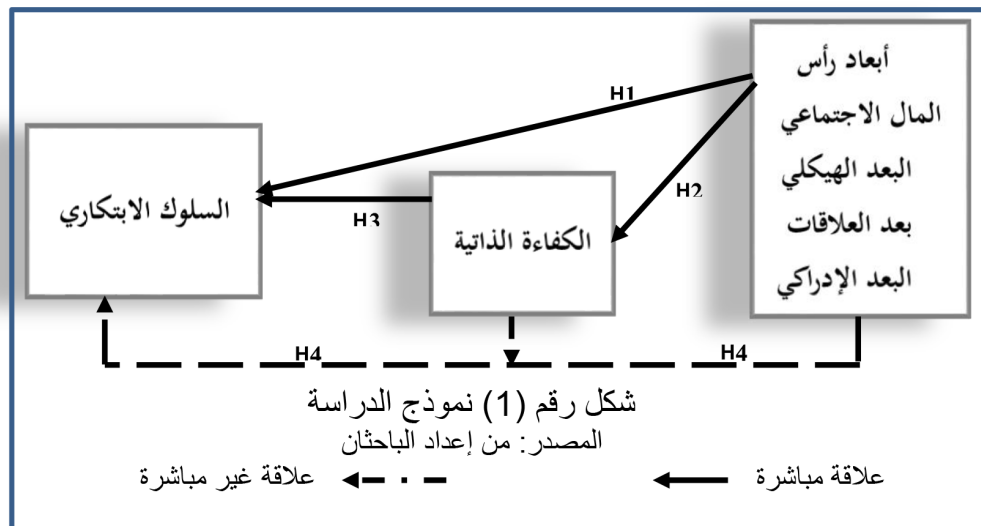 أبعاد رأس
المال الاجتماعي
البعد الهيكلي
بعد العلاقات
البعد الإدراكي
H1
H2
الكفاءة الذاتية
H3
السلوك الابتكاري
H4
H4
شكل رقم (1) نموذج الدراسة
المصدر: من إعداد الباحثان
علاقة مباشرة
علاقة غير مباشرة